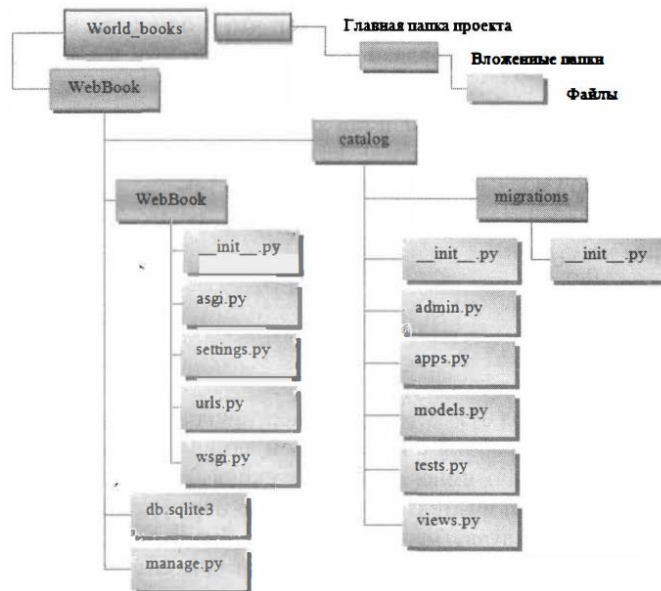 World_books
Главная папка проекта
Вложенные папки
Файлы
WebBook
catalog
WebBook
migrations
__init__.py
__init__.py
__init__.py
asgi.py
admin.py
settings.py
apps.py
urls.py
models.py
wsgi.py
tests.py
db.sqlite3
views.py
manage.py